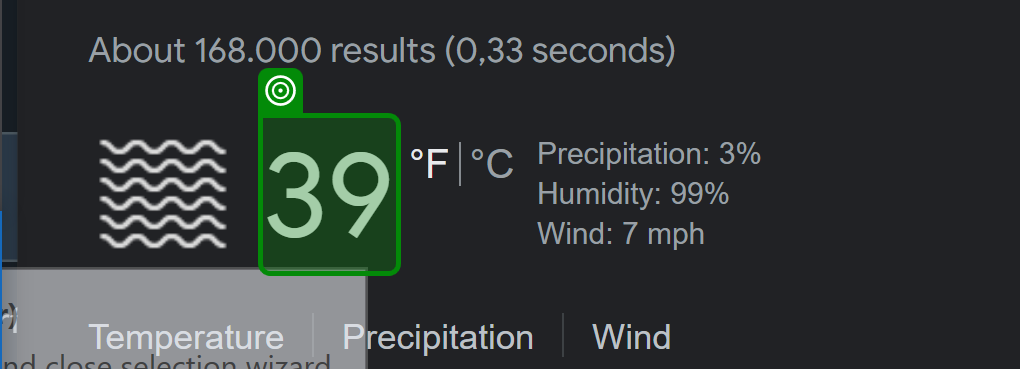 About 168.000 results (0,33 seconds)
39 °F | °C
Precipitation: 3%
Humidity: 99%
Wind: 7 mph
Temperature | Precipitation | Wind
nd close selection wizard